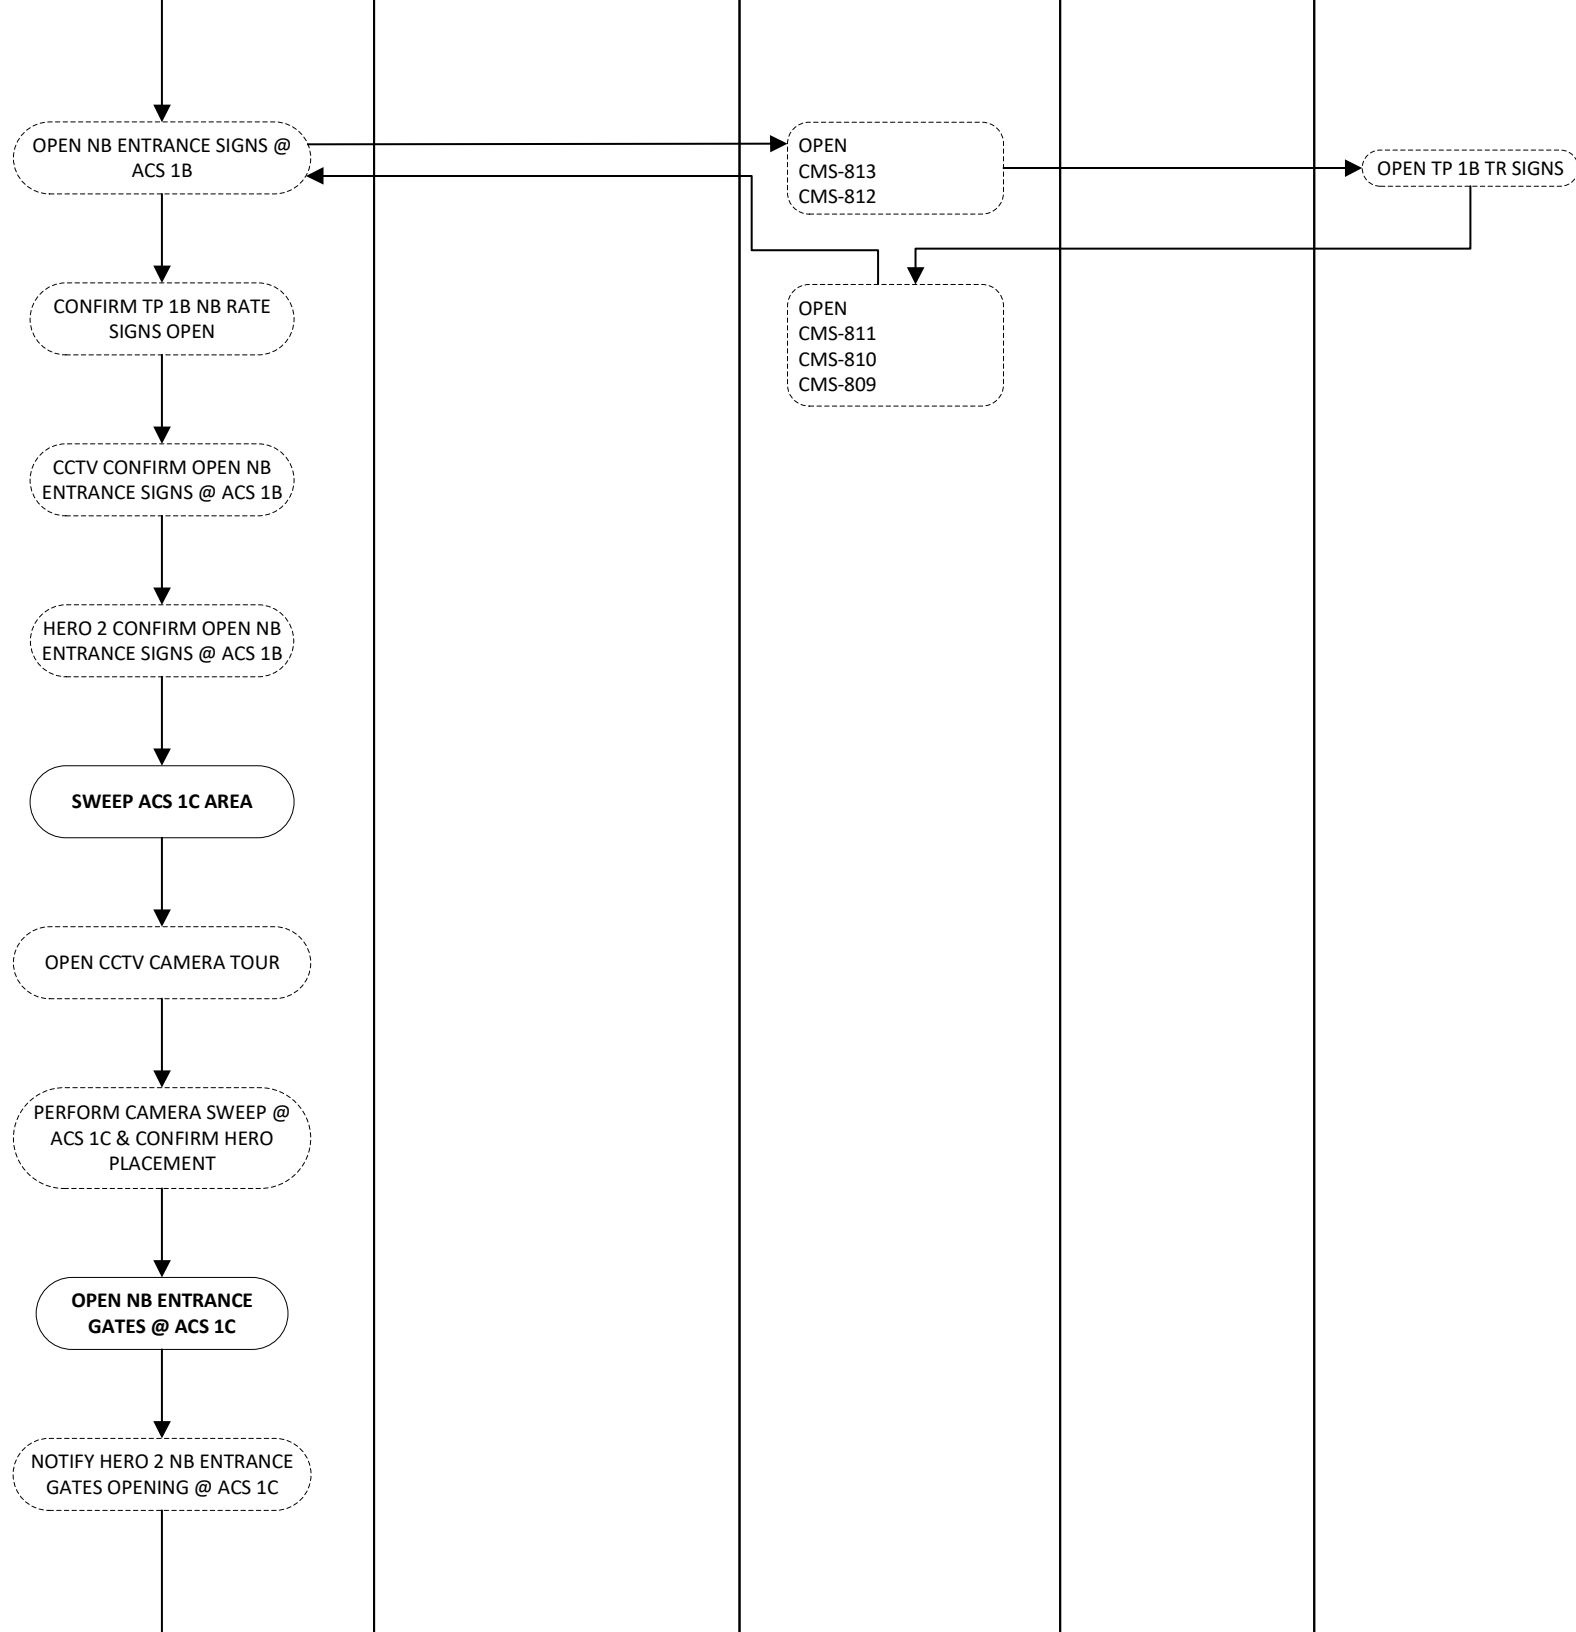 OPEN NB ENTRANCE SIGNS @
ACS 1B
OPEN
CMS-813
CMS-812
OPEN TP 1B TR SIGNS
OPEN
CMS-811
CMS-810
CMS-809
CONFIRM TP 1B NB RATE
SIGNS OPEN
CCTV CONFIRM OPEN NB
ENTRANCE SIGNS @ ACS 1B
HERO 2 CONFIRM OPEN NB
ENTRANCE SIGNS @ ACS 1B
SWEEP ACS 1C AREA
OPEN CCTV CAMERA TOUR
PERFORM CAMERA SWEEP @
ACS 1C & CONFIRM HERO
PLACEMENT
OPEN NB ENTRANCE
GATES @ ACS 1C
NOTIFY HERO 2 NB ENTRANCE
GATES OPENING @ ACS 1C